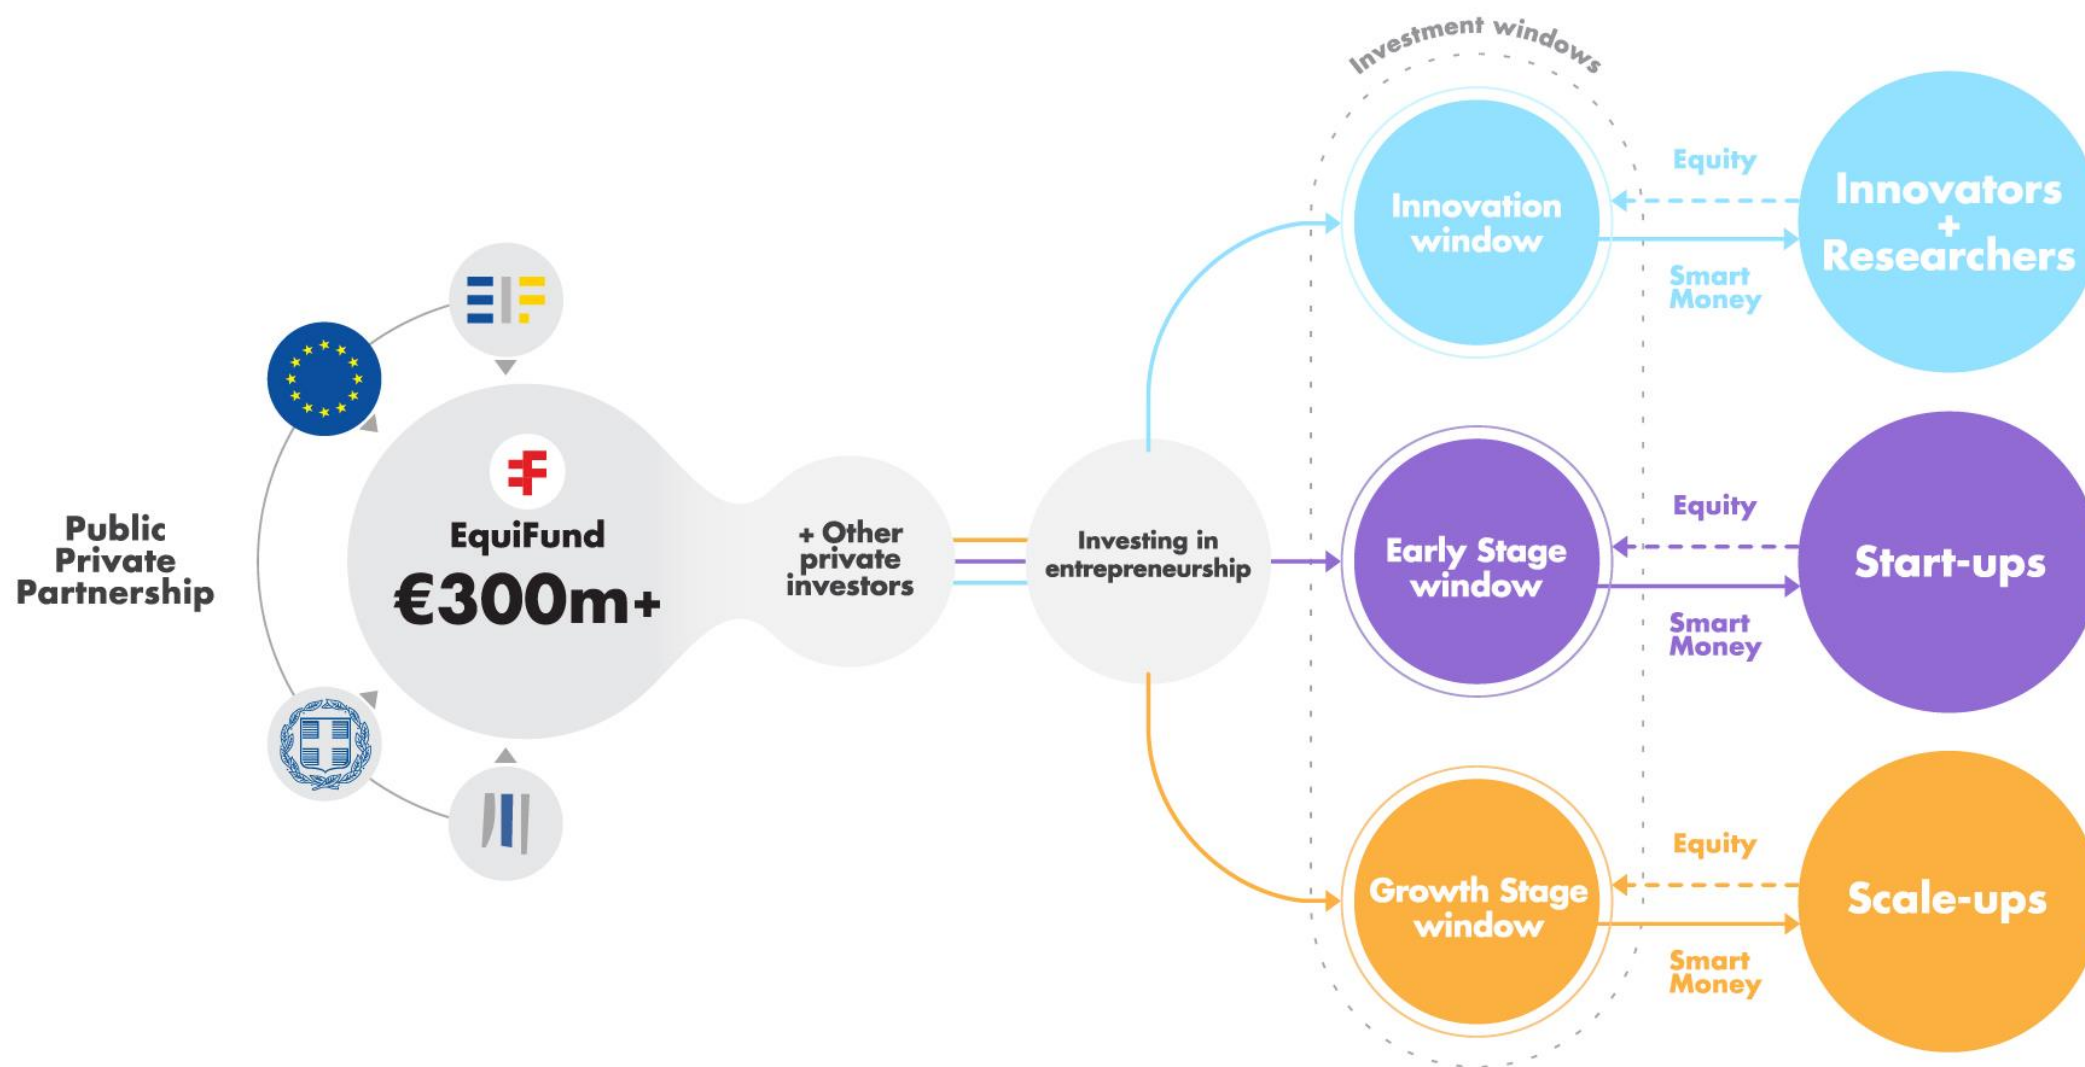 Public
Private
Partnership
EIF
EquiFund
€300m+
+ Other
private
investors
Investing in
entrepreneurship
Investment windows
Innovation
window
Equity
Smart
Money
Innovators
+
Researchers
Early Stage
window
Equity
Smart
Money
Start-ups
Growth Stage
window
Equity
Smart
Money
Scale-ups